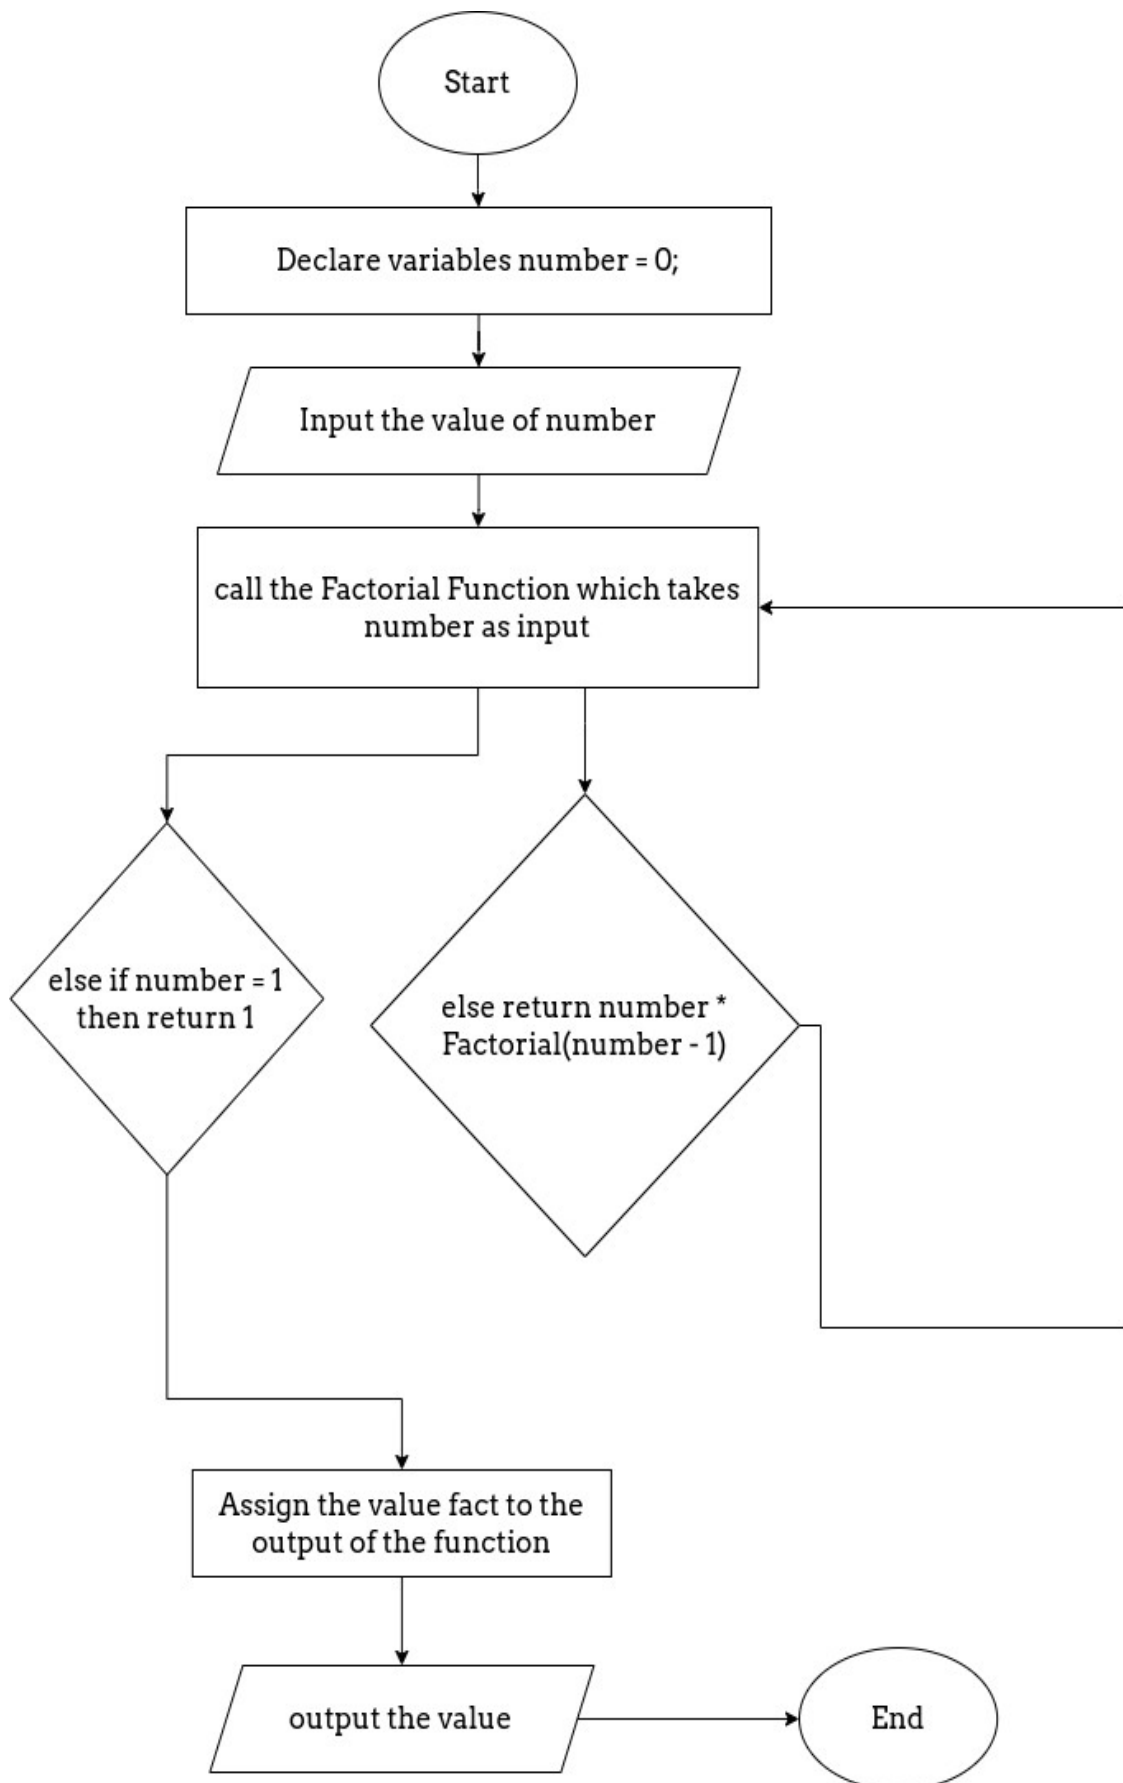 Start
Declare variables number = 0;
Input the value of number
call the Factorial Function which takes
number as input
else if number = 1
then return 1
else return number *
Factorial(number - 1)
Assign the value fact to the
output of the function
output the value
End